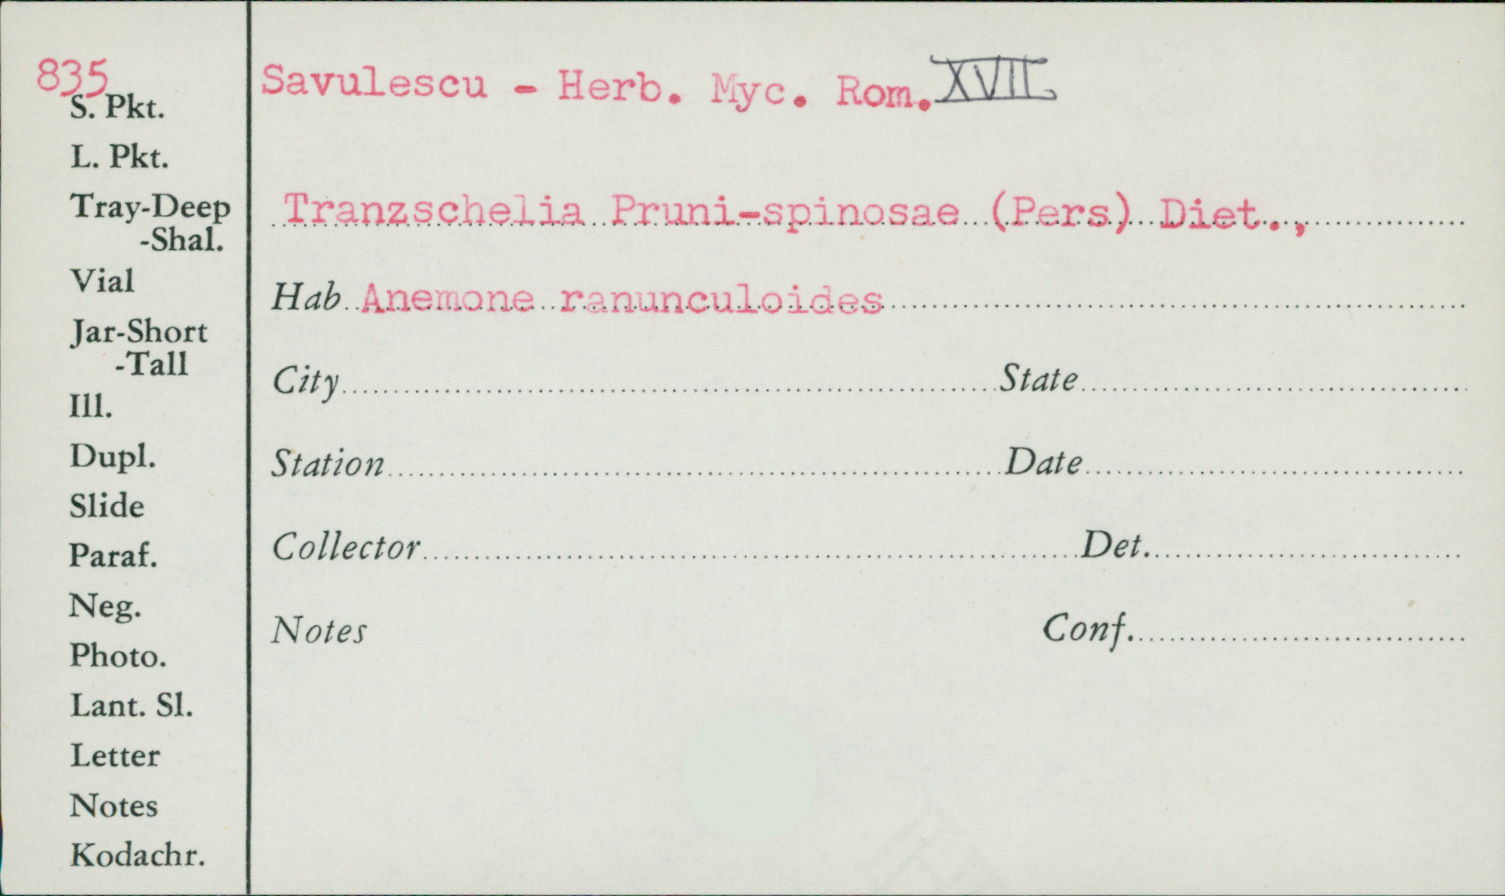 835
Savulescu - Herb. Myc. Rom. XVII
S. Pkt.
L. Pkt.
Tray-Deep
-Shal.
Vial
Jar-Short
-Tall
Ill.
Dupl.
Slide
Paraf.
Neg.
Photo.
Lant. Sl.
Letter
Notes
Kodachr.
Tranzschelia Pruni-spinosae (Pers) Diet.,
Hab Anemone ranunculoides
City State
Station Date
Collector Det.
Notes Conf.